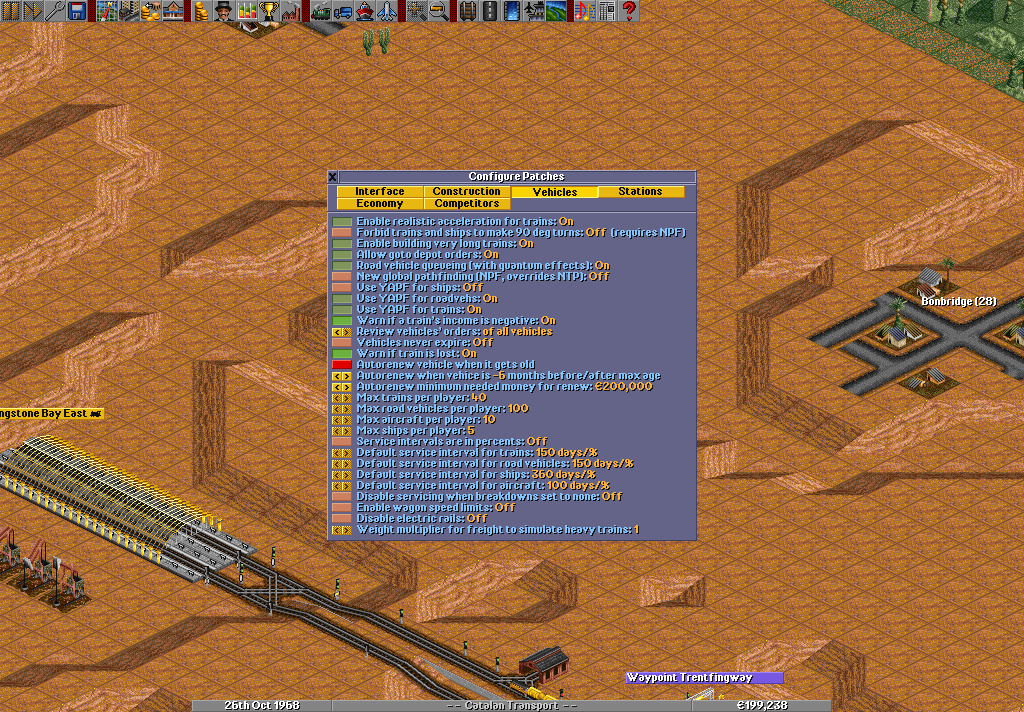 X Configure Patches
Interface Construction Vehicles Stations
Economy Competitors
Enable realistic acceleration for trains: On
Forbid trains and ships to make 90 deg turns: Off (requires NPF)
Enable building very long trains: On
Allow goto depot orders: On
Road vehicle queueing (with quantum effects): On
New global pathfinding (NPF, overrides NTP): Off
Use YAPF for ships: Off
Use YAPF for roadvehs: On
Use YAPF for trains: On
Warn if a train's income is negative: On
Review vehicles' orders: of all vehicles
Vehicles never expire: Off
Warn if train is lost: On
Autorenew vehicle when it gets old
Autorenew when vehice is -6 months before/after max age
Autorenew minimum needed money for renew: €200,000
Max trains per player: 40
Max road vehicles per player: 100
Max aircraft per player: 10
Max ships per player: 5
Service intervals are in percents: Off
Default service interval for trains: 150 days/%
Default service interval for road vehicles: 150 days/%
Default service interval for ships: 360 days/%
Default service interval for aircraft: 100 days/%
Disable servicing when breakdowns set to none: Off
Enable wagon speed limits: Off
Disable electric rails: Off
Weight multiplier for freight to simulate heavy trains: 1
Bonbridge (28)
ngstone Bay East
Waypoint Trentfingway
26th Oct 1968 -- Catalan Transport -- €199,238